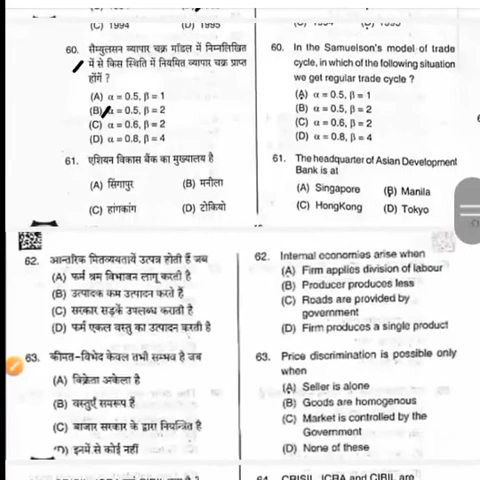 (C) 1994 (D) 1995
60. सैम्युलसन व्यापार चक्र मॉडल में निम्नलिखित
में से किस स्थिति में नियमित व्यापार चक्र प्राप्त
होंगे ?
(A) α = 0.5, β = 1
(B) α = 0.5, β = 2
(C) α = 0.6, β = 2
(D) α = 0.8, β = 4
61. एशियन विकास बैंक का मुख्यालय है
(A) सिंगापुर (B) मनीला
(C) हांगकांग (D) टोकियो
60. In the Samuelson's model of trade
cycle, in which of the following situation
we get regular trade cycle ?
(A) α = 0.5, β = 1
(B) α = 0.5, β = 2
(C) α = 0.6, β = 2
(D) α = 0.8, β = 4
61. The headquarter of Asian Development
Bank is at
(A) Singapore (B) Manila
(C) HongKong (D) Tokyo
62. आन्तरिक मितव्ययतायें उत्पन्न होती हैं जब
(A) फर्म श्रम विभाजन लागू करती है
(B) उत्पादक कम उत्पादन करते हैं
(C) सरकार सड़कें उपलब्ध कराती है
(D) फर्म एकल वस्तु का उत्पादन करती है
63. कीमत-विभेद केवल तभी सम्भव है जब
(A) विक्रेता अकेला है
(B) वस्तुएँ समरूप हैं
(C) बाजार सरकार के द्वारा नियन्त्रित है
(D) इनमें से कोई नहीं
62. Internal economies arise when
(A) Firm applies division of labour
(B) Producer produces less
(C) Roads are provided by
government
(D) Firm produces a single product
63. Price discrimination is possible only
when
(A) Seller is alone
(B) Goods are homogenous
(C) Market is controlled by the
Government
(D) None of these
64. CRISIL, ICRA and CIBIL are